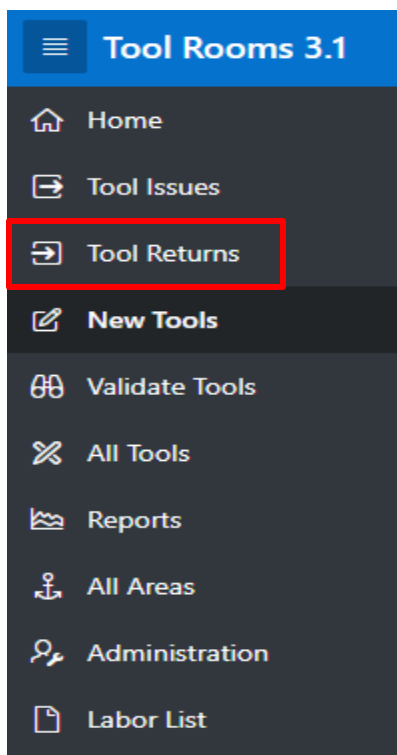 Tool Rooms 3.1
Home
Tool Issues
Tool Returns
New Tools
Validate Tools
All Tools
Reports
All Areas
Administration
Labor List